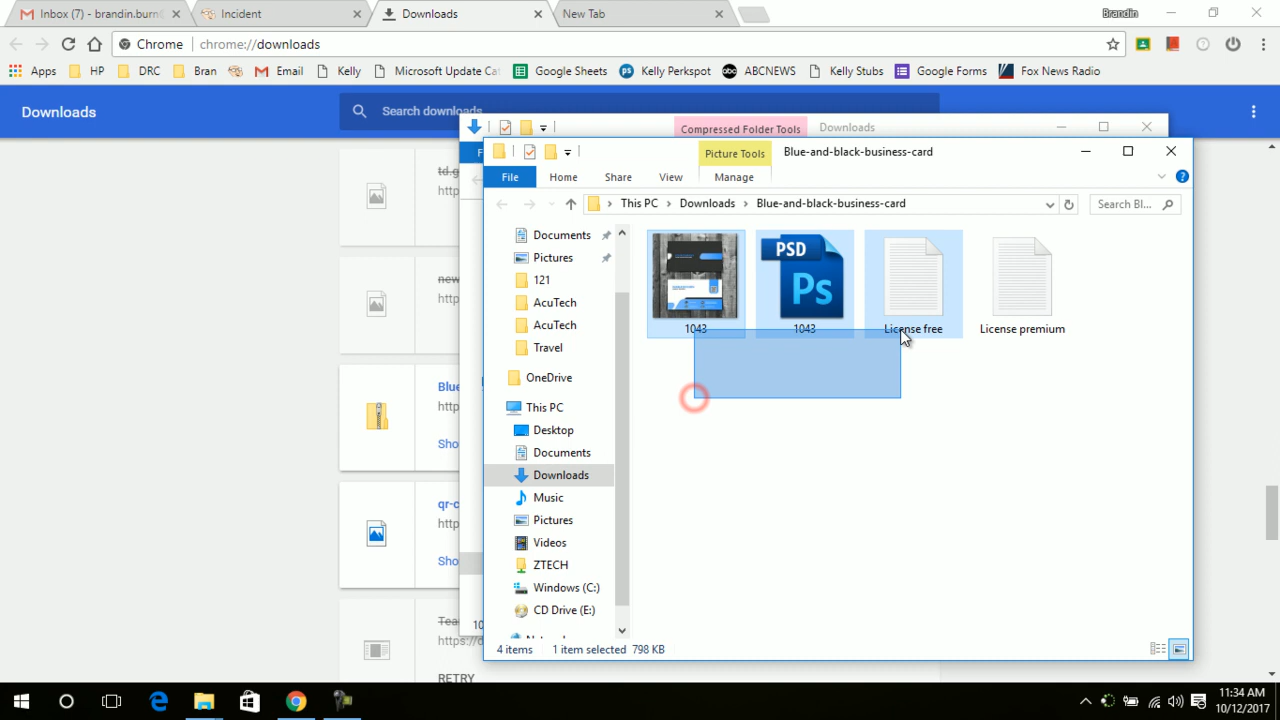 Inbox (7) - brandin.burn
Incident
Downloads
New Tab
Brandin
Chrome
chrome://downloads
Apps
HP
DRC
Bran
Email
Kelly
Microsoft Update Cat
Google Sheets
Kelly Perkspot
abc
ABCNEWS
Kelly Stubs
Google Forms
Fox News Radio
Downloads
Search downloads
Compressed Folder Tools
Downloads
td.g
http
new
http
Blue
http
Sho
qr-c
http
Sho
Tea
https://d
RETRY
10
Picture Tools
Blue-and-black-business-card
File
Home
Share
View
Manage
This PC
Downloads
Blue-and-black-business-card
Search Bl...
Documents
Pictures
121
AcuTech
AcuTech
Travel
OneDrive
This PC
Desktop
Documents
Downloads
Music
Pictures
Videos
ZTECH
Windows (C:)
CD Drive (E:)
PSD
Ps
1043
1043
License free
License premium
4 items
1 item selected 798 KB
11:34 AM
10/12/2017